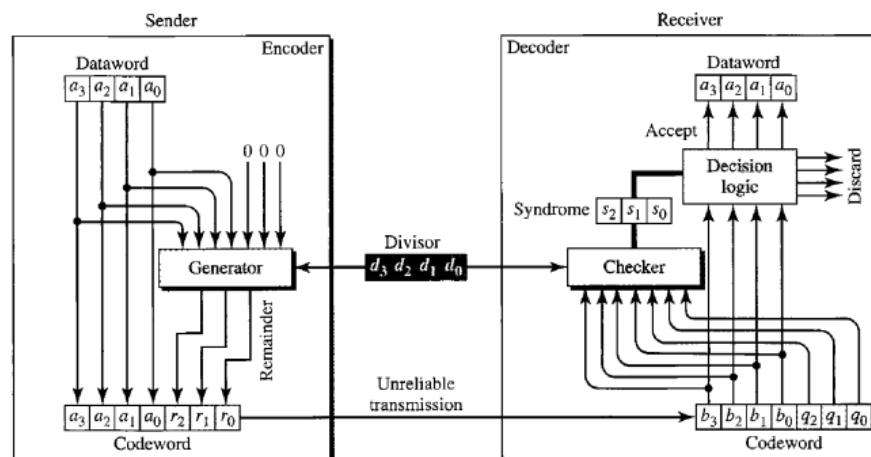 Sender
Receiver
Encoder
Decoder
Dataword
a3 a2 a1 a0
Dataword
a3 a2 a1 a0
0 0 0
Accept
Decision
logic
Discard
Syndrome
s2 s1 s0
Generator
Divisor
d3 d2 d1 d0
Checker
Remainder
Unreliable
transmission
a3 a2 a1 a0 r2 r1 r0
Codeword
b3 b2 b1 b0 q2 q1 q0
Codeword